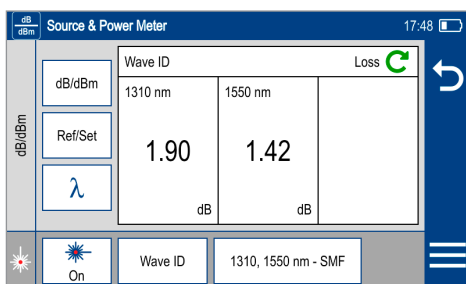 dB
dBm
Source & Power Meter
17:48
dB/dBm
dB/dBm
Ref/Set
λ
Wave ID
Loss
1310 nm
1550 nm
1.90
1.42
dB
dB
On
Wave ID
1310, 1550 nm - SMF